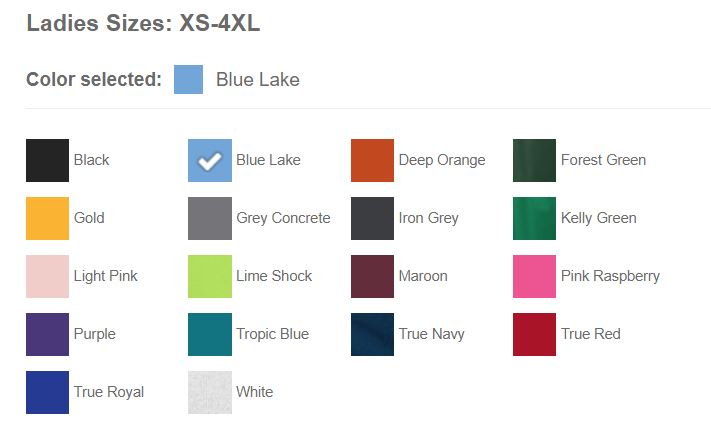 Ladies Sizes: XS-4XL
Color selected: Blue Lake
Black Blue Lake Deep Orange Forest Green
Gold Grey Concrete Iron Grey Kelly Green
Light Pink Lime Shock Maroon Pink Raspberry
Purple Tropic Blue True Navy True Red
True Royal White